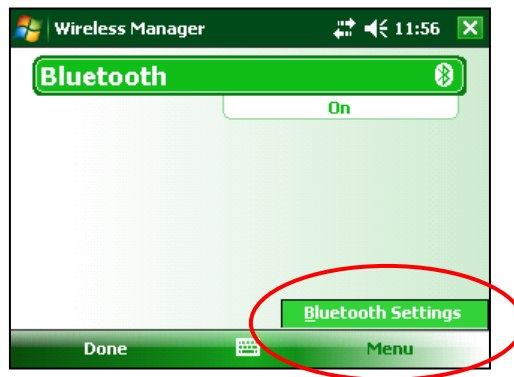 Wireless Manager 11:56
Bluetooth
On
Bluetooth Settings
Done Menu